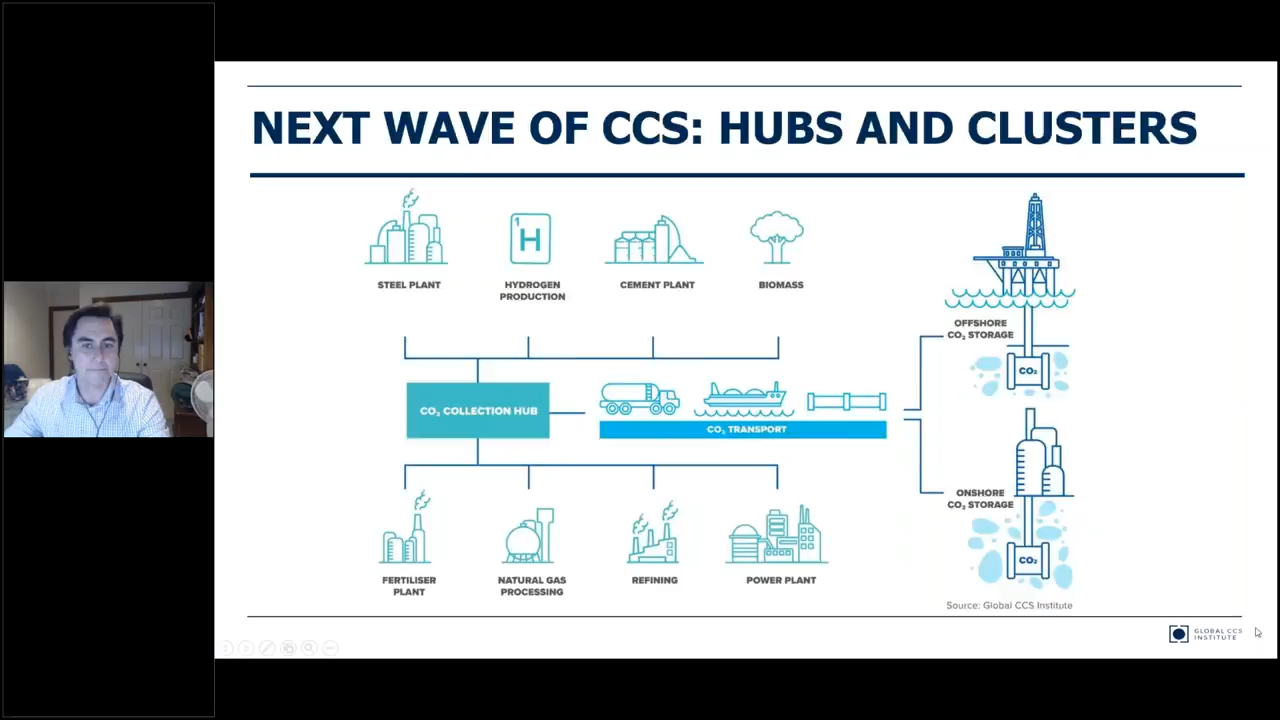 NEXT WAVE OF CCS: HUBS AND CLUSTERS
STEEL PLANT
1
H
HYDROGEN
PRODUCTION
CEMENT PLANT
BIOMASS
OFFSHORE
CO₂ STORAGE
CO₂
CO₂ COLLECTION HUB
CO₂ TRANSPORT
ONSHORE
CO₂ STORAGE
CO₂
FERTILISER
PLANT
NATURAL GAS
PROCESSING
REFINING
POWER PLANT
Source: Global CCS Institute
GLOBAL CCS
INSTITUTE